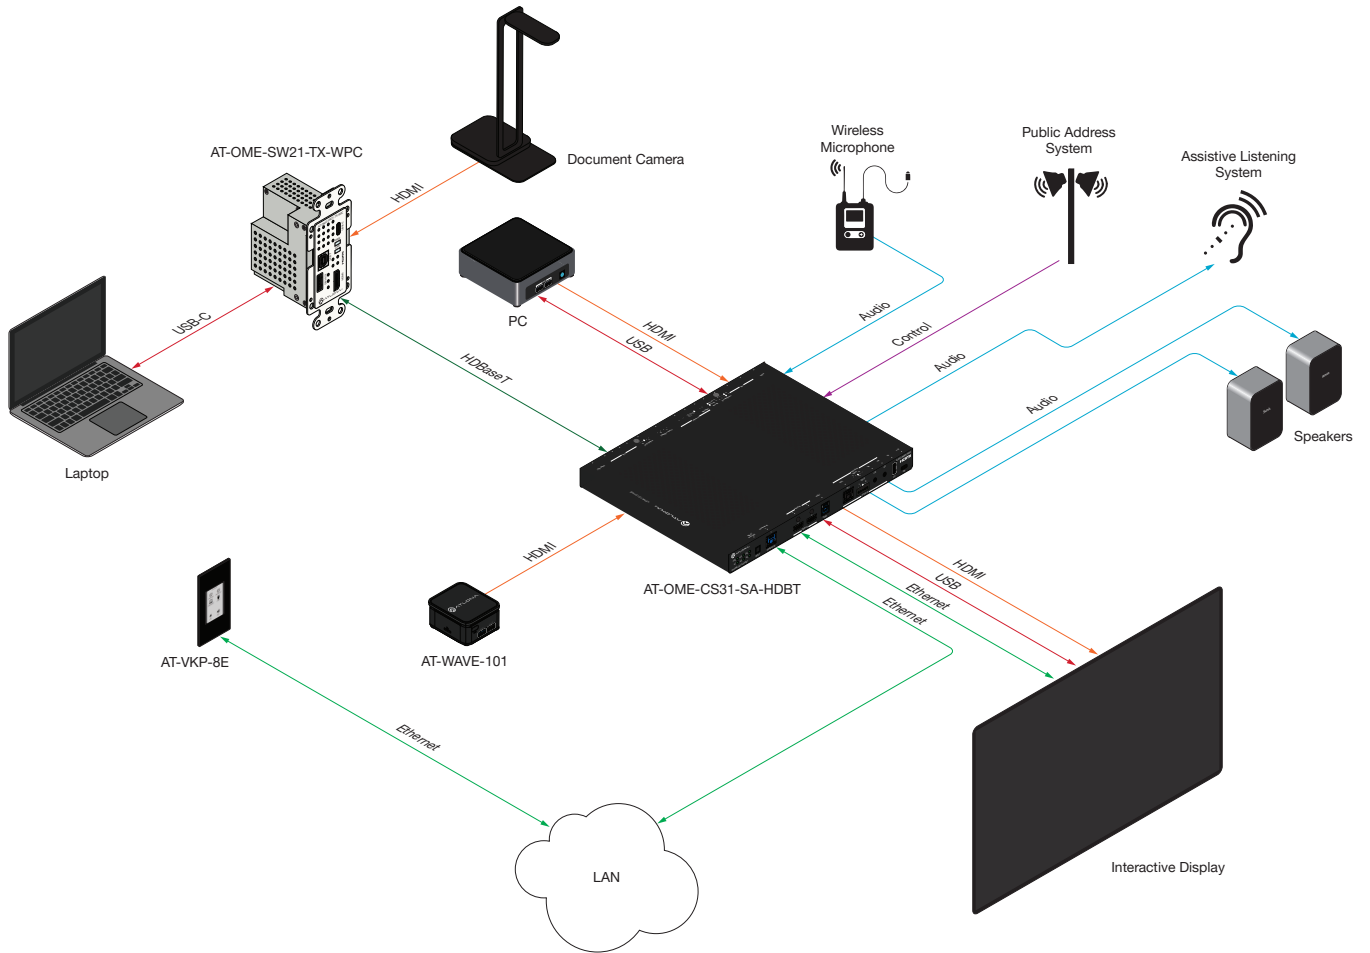 AT-OME-SW21-TX-WPC
HDMI
Document Camera
Wireless
Microphone
Public Address
System
Assistive Listening
System
USB-C
PC
HDMI
USB
HDBaseT
Audio
Control
Audio
Audio
Speakers
Laptop
HDMI
AT-OME-CS31-SA-HDBT
HDMI
USB
Ethernet
Ethernet
AT-VKP-8E
AT-WAVE-101
Ethernet
LAN
Interactive Display